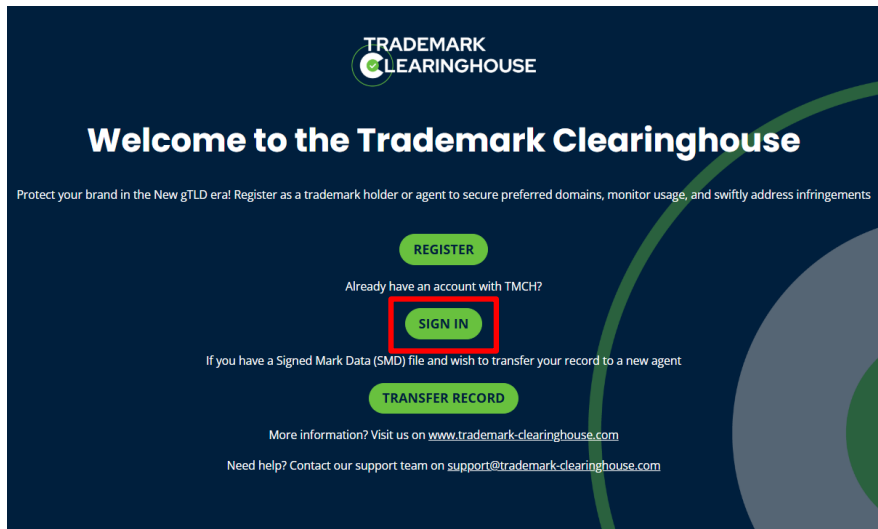 TRADEMARK
CLEARINGHOUSE
Welcome to the Trademark Clearinghouse
Protect your brand in the New gTLD era! Register as a trademark holder or agent to secure preferred domains, monitor usage, and swiftly address infringements
REGISTER
Already have an account with TMCH?
SIGN IN
If you have a Signed Mark Data (SMD) file and wish to transfer your record to a new agent
TRANSFER RECORD
More information? Visit us on www.trademark-clearinghouse.com
Need help? Contact our support team on support@trademark-clearinghouse.com